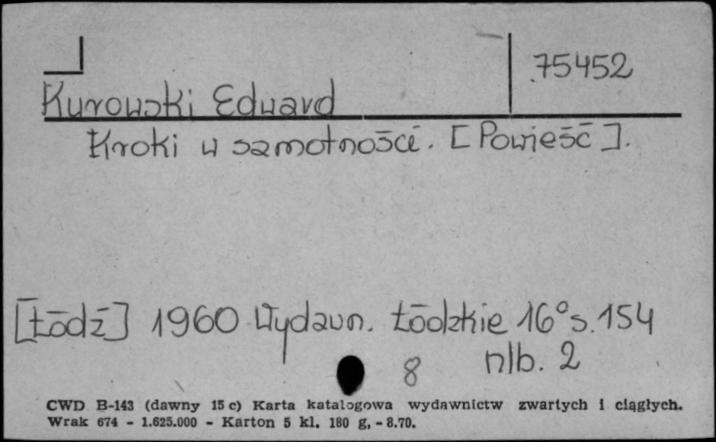 75452
Kurowski Edward
Kroki w samotności. [Powieść].
[Łódź] 1960 Wydawn. Łódzkie 16° s. 154
8 nlb. 2
CWD B-143 (dawny 15 c) Karta katalogowa wydawnictw zwartych i ciągłych.
Wrak 674 - 1.625.000 - Karton 5 kl. 180 g, - 8.70.